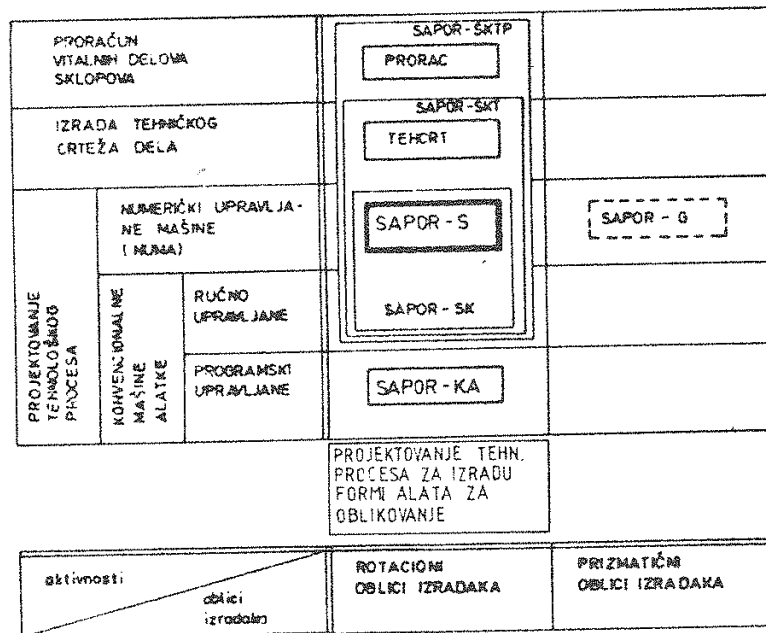 PRORAČUN
VITALNIH DELOVA
SKLOPOVA
SAPOR-ŠKTP
PRORAC
IZRADA TEHNIČKOG
CRTEŽA DELA
SAPOR-ŠKT
TEHCRT
PROJEKTOVANJE
TEHNOLOŠKOG
PROCESA
NUMERIČKI UPRAVLJA-
NE MAŠINE
(NUMA)
SAPOR-S
SAPOR - G
KONVENCIONALNE
MAŠINE
ALATKE
RUČNO
UPRAVLJANE
SAPOR-SK
PROGRAMSKI
UPRAVLJANE
SAPOR-KA
PROJEKTOVANJE TEHN.
PROCESA ZA IZRADU
FORMI ALATA ZA
OBLIKOVANJE
aktivnosti
oblici
izradaka
ROTACIONI
OBLICI IZRADAKA
PRIZMATIČNI
OBLICI IZRADAKA